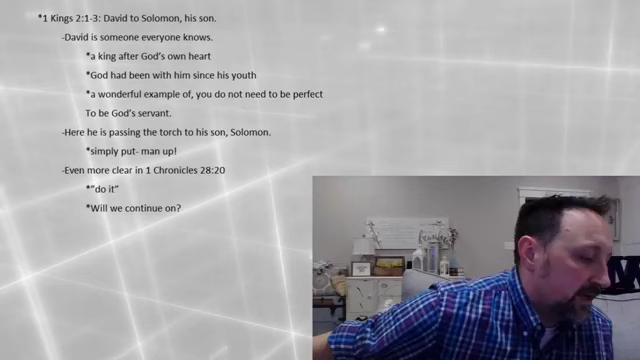 *1 Kings 2:1-3: David to Solomon, his son.
-David is someone everyone knows.
*a king after God's own heart
*God had been with him since his youth
*a wonderful example of, you do not need to be perfect
To be God's servant.
-Here he is passing the torch to his son, Solomon.
*simply put- man up!
-Even more clear in 1 Chronicles 28:20
*"do it"
*Will we continue on?